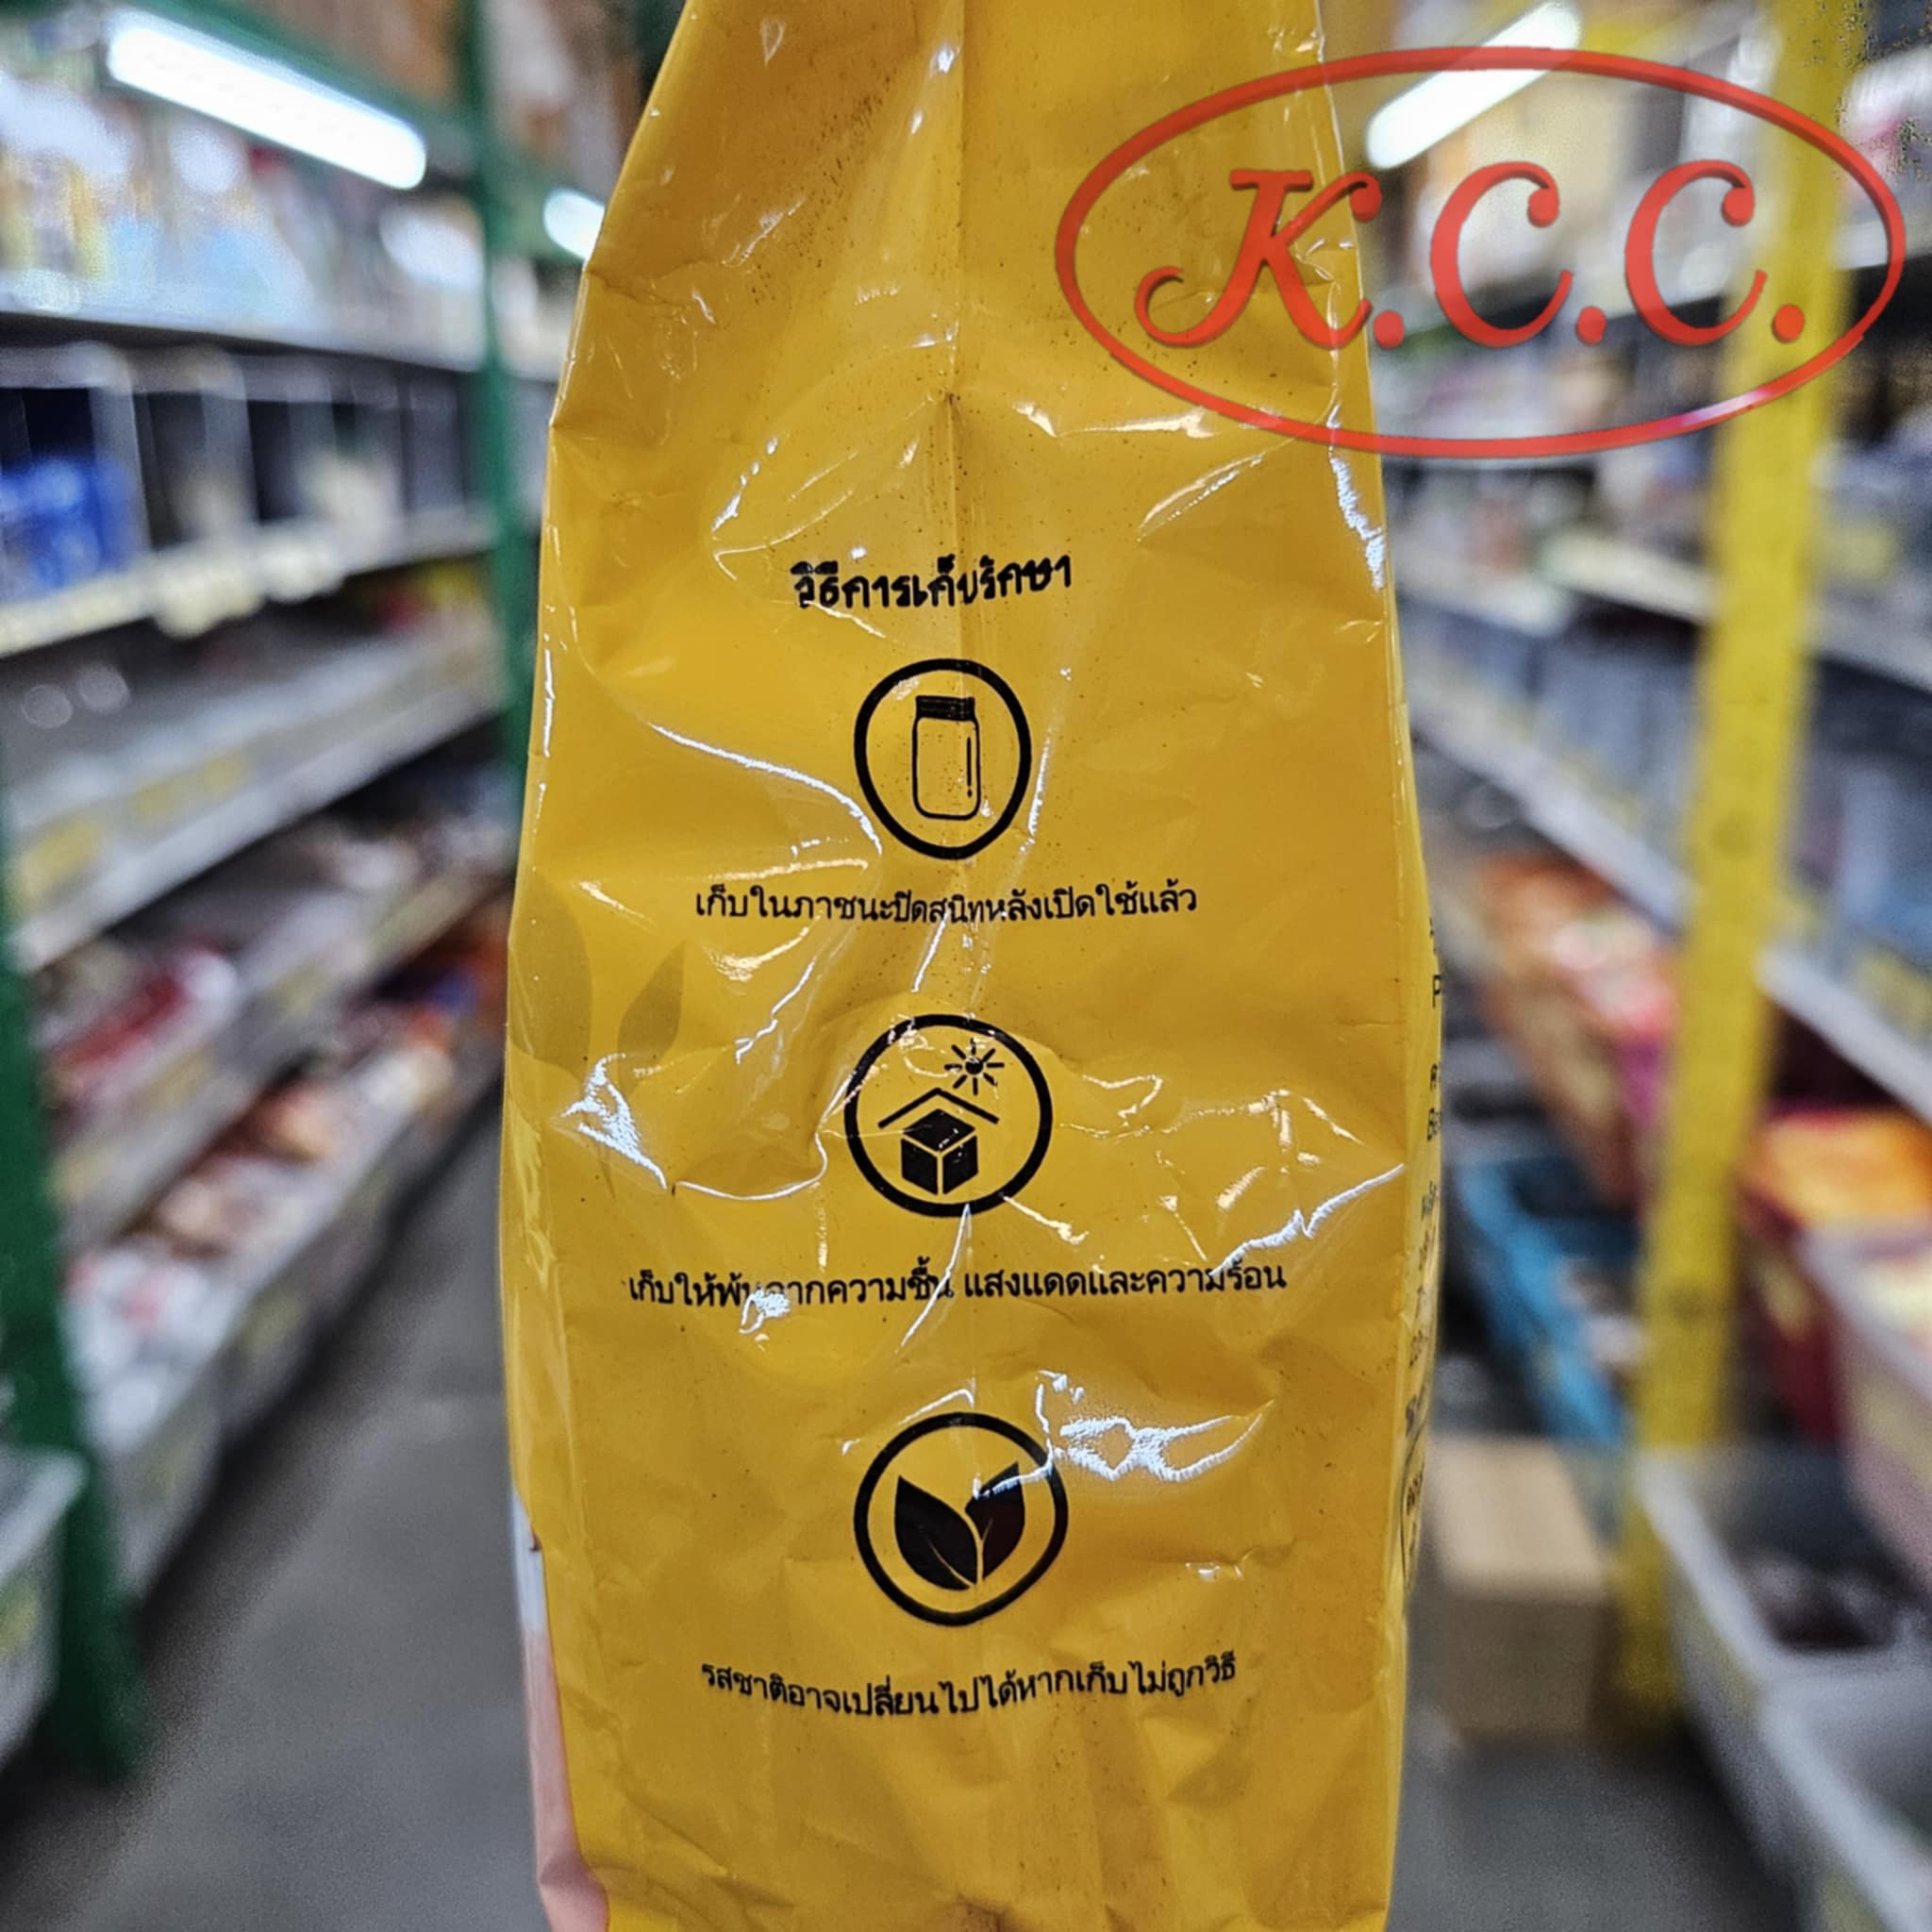 K.C.C.
วิธีการเก็บรักษา
เก็บในภาชนะปิดสนิทหลังเปิดใช้แล้ว
เก็บให้พ้นจากความชื้น แสงแดดและความร้อน
รสชาติอาจเปลี่ยนไปได้หากเก็บไม่ถูกวิธี